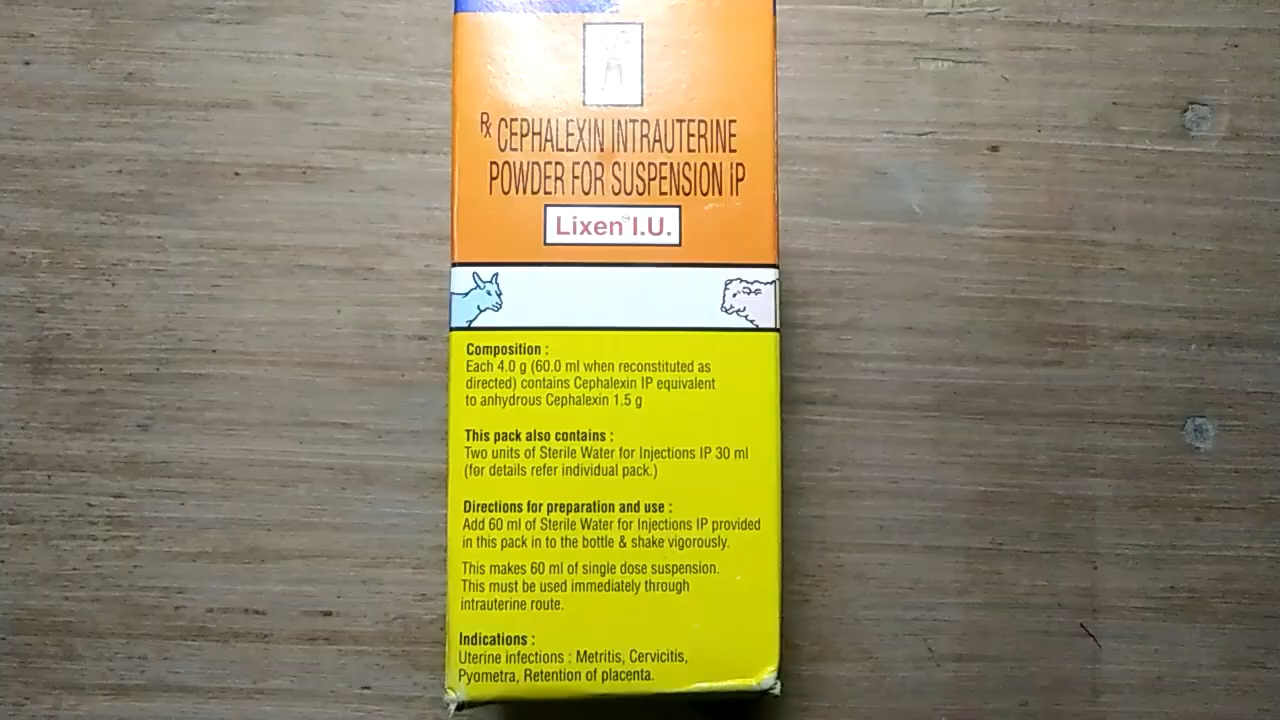 Rx CEPHALEXIN INTRAUTERINE
POWDER FOR SUSPENSION IP
Lixen™ I.U.
Composition :
Each 4.0 g (60.0 ml when reconstituted as
directed) contains Cephalexin IP equivalent
to anhydrous Cephalexin 1.5 g
This pack also contains :
Two units of Sterile Water for Injections IP 30 ml
(for details refer individual pack.)
Directions for preparation and use :
Add 60 ml of Sterile Water for Injections IP provided
in this pack in to the bottle & shake vigorously.
This makes 60 ml of single dose suspension.
This must be used immediately through
intrauterine route.
Indications :
Uterine infections : Metritis, Cervicitis,
Pyometra, Retention of placenta.